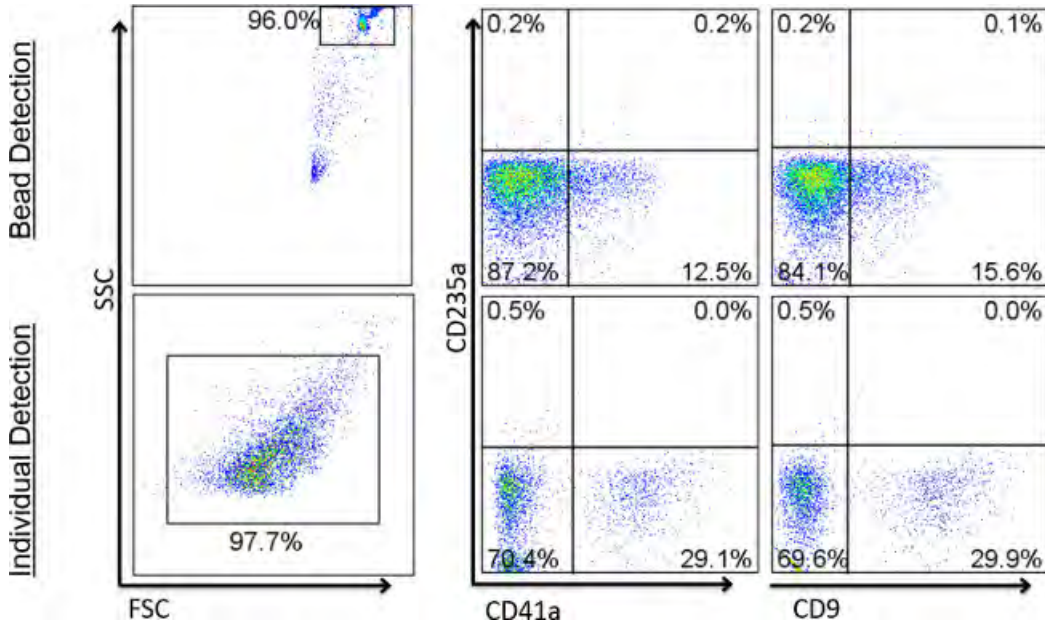 Bead Detection
96.0%
0.2% 0.2%
87.2% 12.5%
0.2% 0.1%
84.1% 15.6%
SSC
CD235a
Individual Detection
97.7%
0.5% 0.0%
70.4% 29.1%
0.5% 0.0%
69.6% 29.9%
FSC
CD41a
CD9